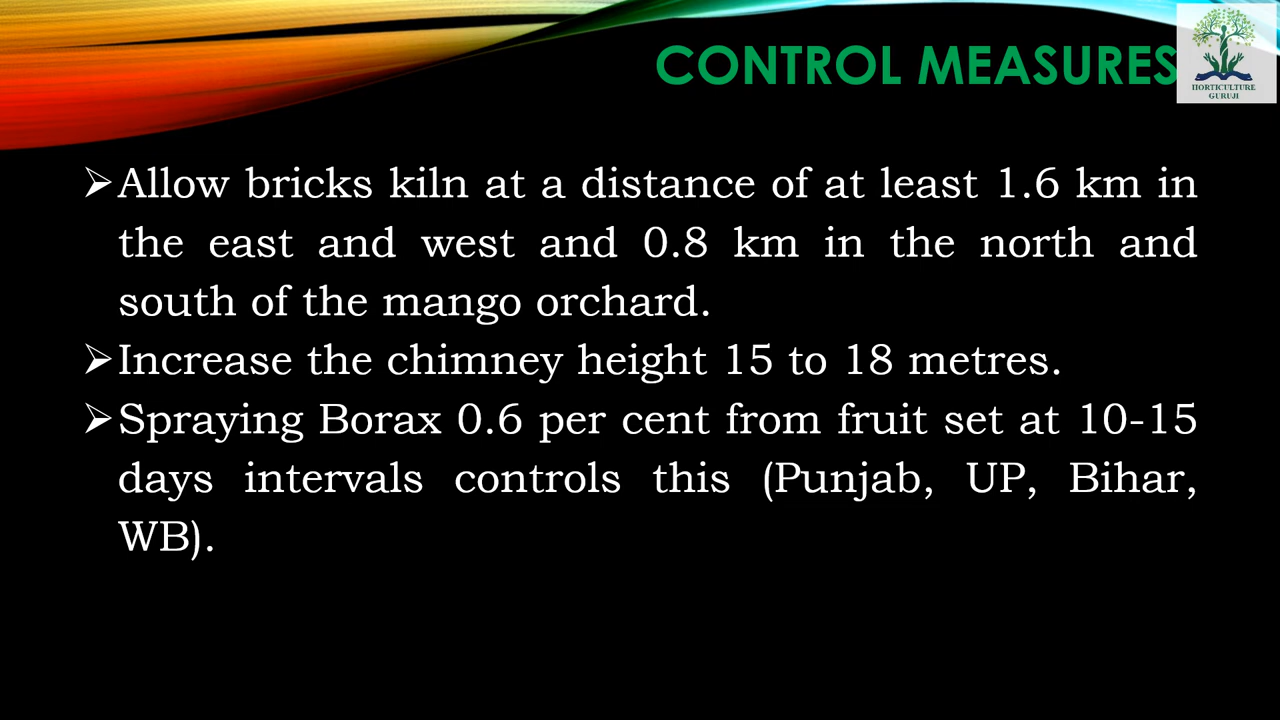 CONTROL MEASURES
HORTICULTURE
GURUJI
➢Allow bricks kiln at a distance of at least 1.6 km in
the east and west and 0.8 km in the north and
south of the mango orchard.
➢Increase the chimney height 15 to 18 metres.
➢Spraying Borax 0.6 per cent from fruit set at 10-15
days intervals controls this (Punjab, UP, Bihar,
WB).